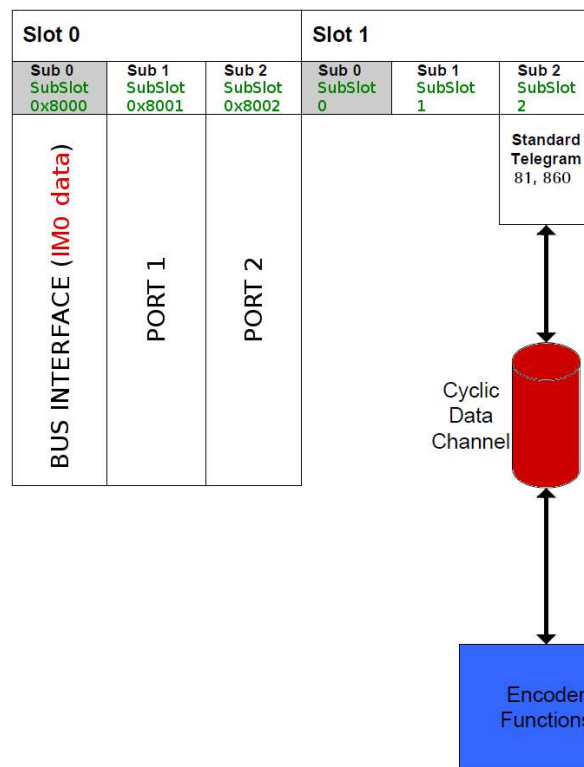 Slot 0
Slot 1
Sub 0
SubSlot
0x8000
Sub 1
SubSlot
0x8001
Sub 2
SubSlot
0x8002
Sub 0
SubSlot
0
Sub 1
SubSlot
1
Sub 2
SubSlot
2
BUS INTERFACE (IM0 data)
PORT 1
PORT 2
Standard
Telegram
81, 860
Cyclic
Data
Channel
Encoder
Functions